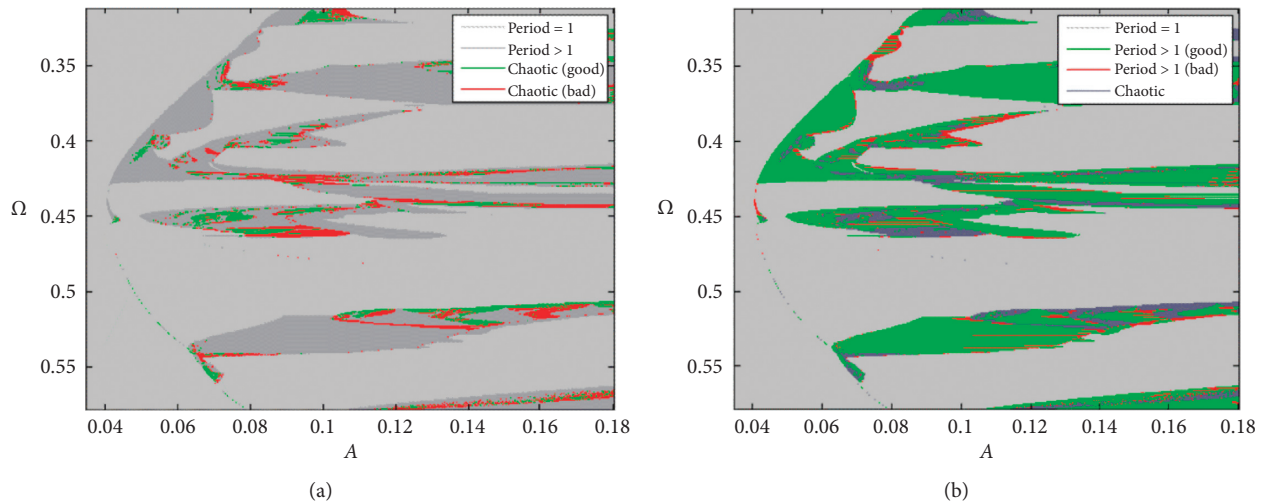 Period = 1
Period > 1
Chaotic (good)
Chaotic (bad)
0.35
0.4
Ω
0.45
0.5
0.55
0.04
0.06
0.08
0.1
0.12
0.14
0.16
0.18
A
(a)
Period = 1
Period > 1 (good)
Period > 1 (bad)
Chaotic
0.35
0.4
Ω
0.45
0.5
0.55
0.04
0.06
0.08
0.1
0.12
0.14
0.16
0.18
A
(b)